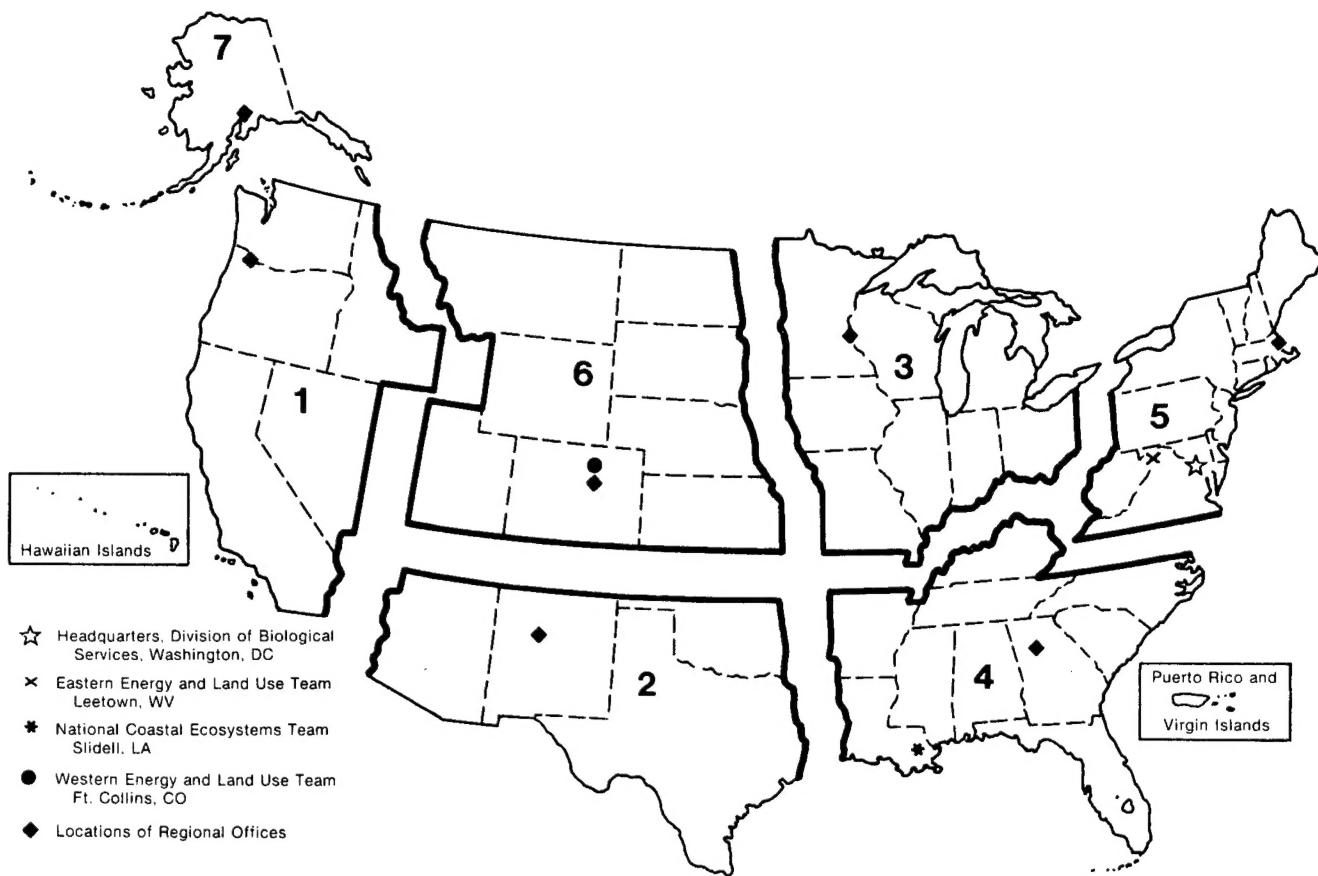 7
6
3
1
5
Hawaiian Islands
☆ Headquarters, Division of Biological
Services, Washington, DC
× Eastern Energy and Land Use Team
Leetown, WV
2
4
Puerto Rico and
Virgin Islands
* National Coastal Ecosystems Team
Slidell, LA
● Western Energy and Land Use Team
Ft. Collins, CO
◆ Locations of Regional Offices